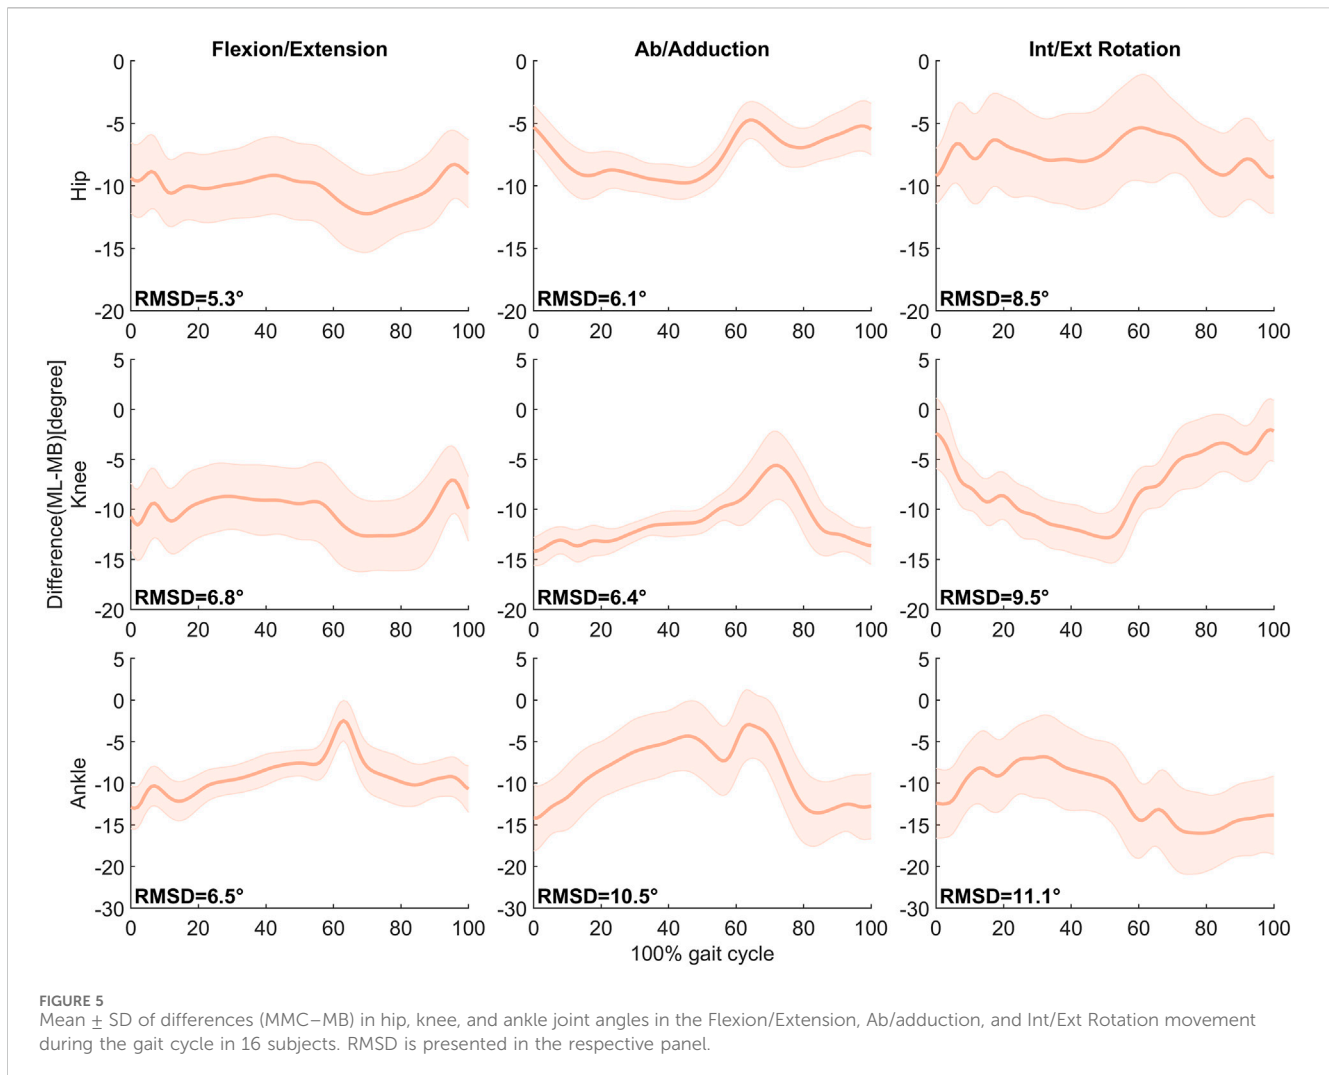 Flexion/Extension
Ab/Adduction
Int/Ext Rotation
Hip
0
-5
-10
-15
-20
RMSD=5.3°
0 20 40 60 80 100
0
-5
-10
-15
-20
RMSD=6.1°
0 20 40 60 80 100
0
-5
-10
-15
-20
RMSD=8.5°
0 20 40 60 80 100
Difference(ML-MB)[degree]
Knee
5
0
-5
-10
-15
-20
RMSD=6.8°
0 20 40 60 80 100
5
0
-5
-10
-15
-20
RMSD=6.4°
0 20 40 60 80 100
5
0
-5
-10
-15
-20
RMSD=9.5°
0 20 40 60 80 100
Ankle
5
0
-5
-10
-15
-20
-30
RMSD=6.5°
0 20 40 60 80 100
5
0
-5
-10
-15
-20
-30
RMSD=10.5°
0 20 40 60 80 100
5
0
-5
-10
-15
-20
-30
RMSD=11.1°
0 20 40 60 80 100
100% gait cycle
FIGURE 5
Mean ± SD of differences (MMC–MB) in hip, knee, and ankle joint angles in the Flexion/Extension, Ab/adduction, and Int/Ext Rotation movement
during the gait cycle in 16 subjects. RMSD is presented in the respective panel.